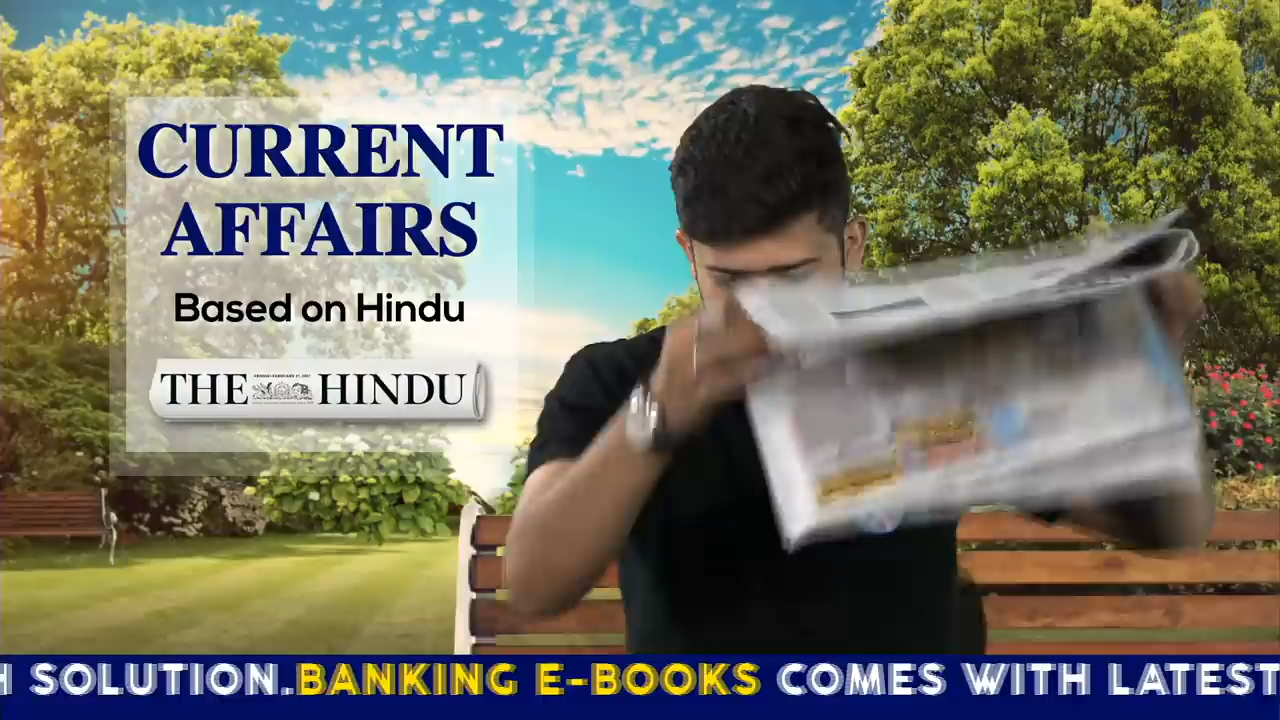 CURRENT
AFFAIRS
Based on Hindu
THE HINDU
H SOLUTION.BANKING E-BOOKS COMES WITH LATEST